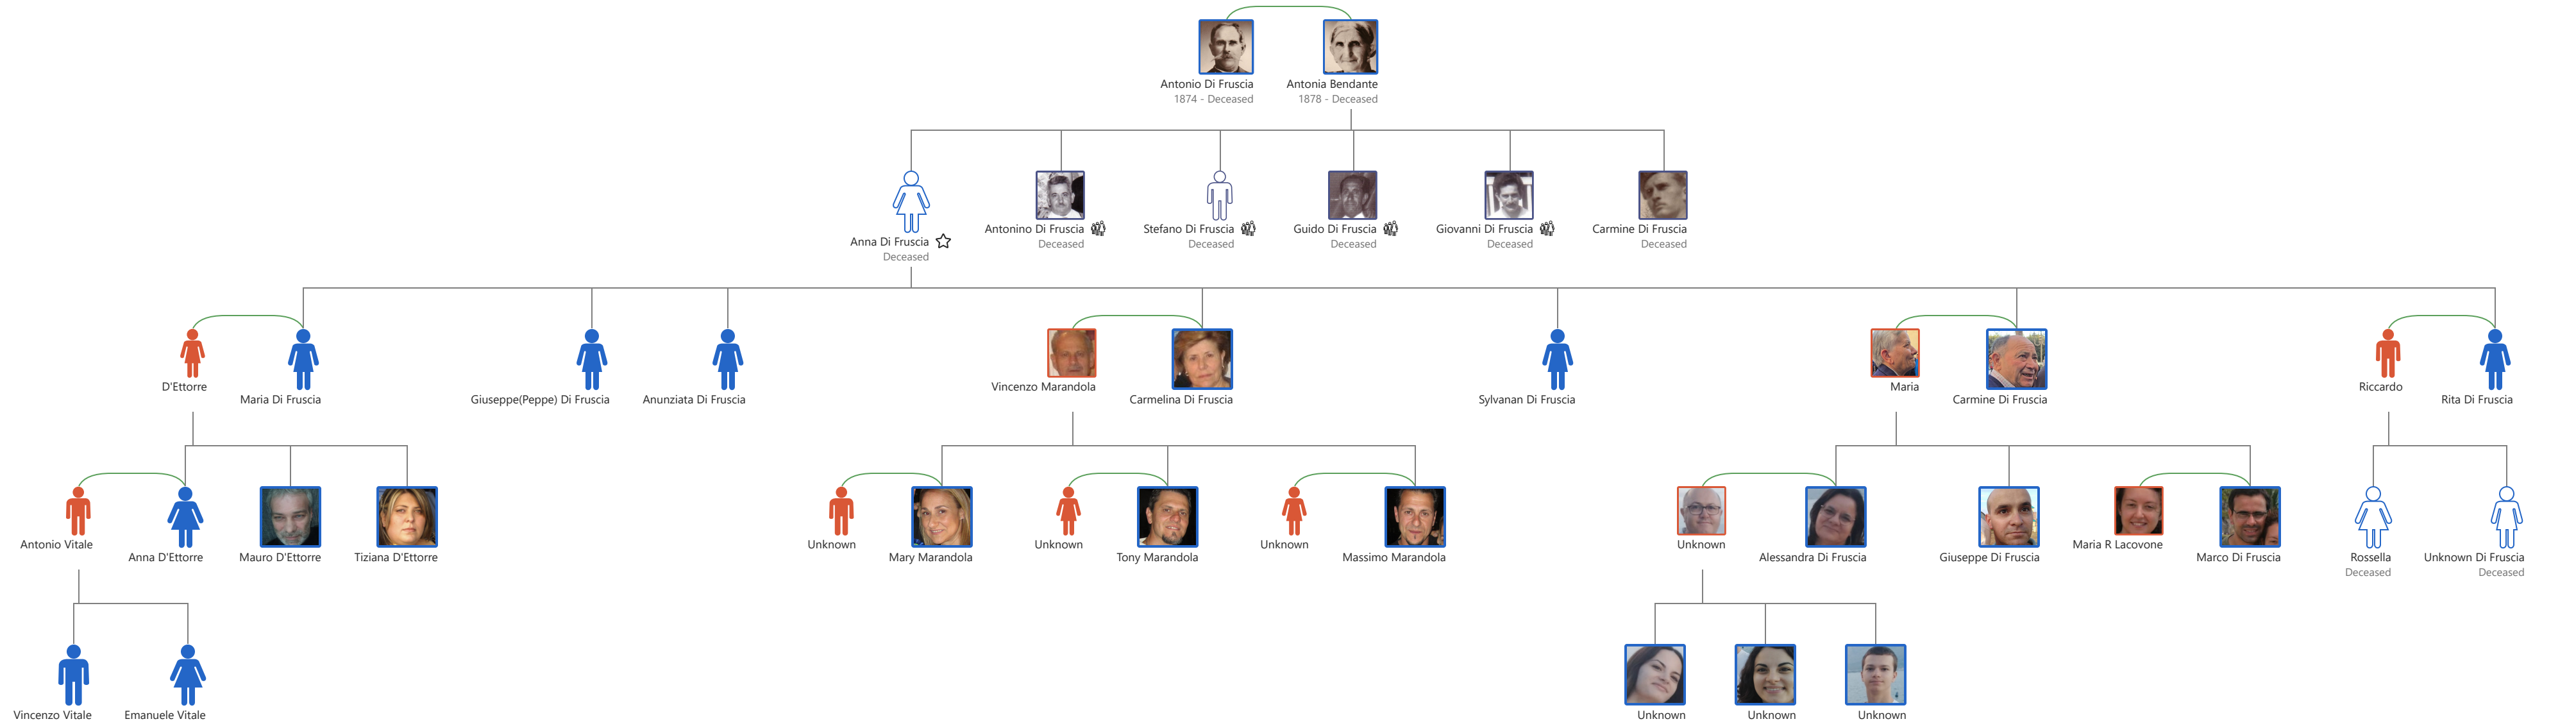 Antonio Di Fruscia
1874 - Deceased
Antonia Bendante
1878 - Deceased
Anna Di Fruscia
Deceased
Antonino Di Fruscia
Deceased
Stefano Di Fruscia
Deceased
Guido Di Fruscia
Deceased
Giovanni Di Fruscia
Deceased
Carmine Di Fruscia
Deceased
D'Ettorre
Maria Di Fruscia
Giuseppe(Peppe) Di Fruscia
Anunziata Di Fruscia
Vincenzo Marandola
Carmelina Di Fruscia
Sylvanan Di Fruscia
Maria
Carmine Di Fruscia
Riccardo
Rita Di Fruscia
Antonio Vitale
Anna D'Ettorre
Mauro D'Ettorre
Tiziana D'Ettorre
Unknown
Mary Marandola
Unknown
Tony Marandola
Unknown
Massimo Marandola
Unknown
Alessandra Di Fruscia
Giuseppe Di Fruscia
Maria R Lacovone
Marco Di Fruscia
Rossella
Deceased
Unknown Di Fruscia
Deceased
Vincenzo Vitale
Emanuele Vitale
Unknown
Unknown
Unknown